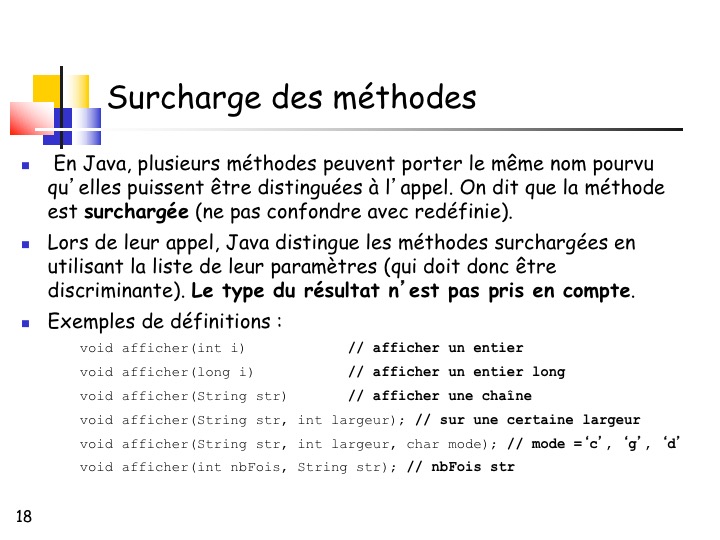 Surcharge des méthodes
En Java, plusieurs méthodes peuvent porter le même nom pourvu
qu’elles puissent être distinguées à l’appel. On dit que la méthode
est surchargée (ne pas confondre avec redéfinie).
Lors de leur appel, Java distingue les méthodes surchargées en
utilisant la liste de leur paramètres (qui doit donc être
discriminante). Le type du résultat n’est pas pris en compte.
Exemples de définitions :
void afficher(int i) // afficher un entier
void afficher(long i) // afficher un entier long
void afficher(String str) // afficher une chaîne
void afficher(String str, int largeur); // sur une certaine largeur
void afficher(String str, int largeur, char mode); // mode =‘c’, ‘g’, ‘d’
void afficher(int nbFois, String str); // nbFois str
18